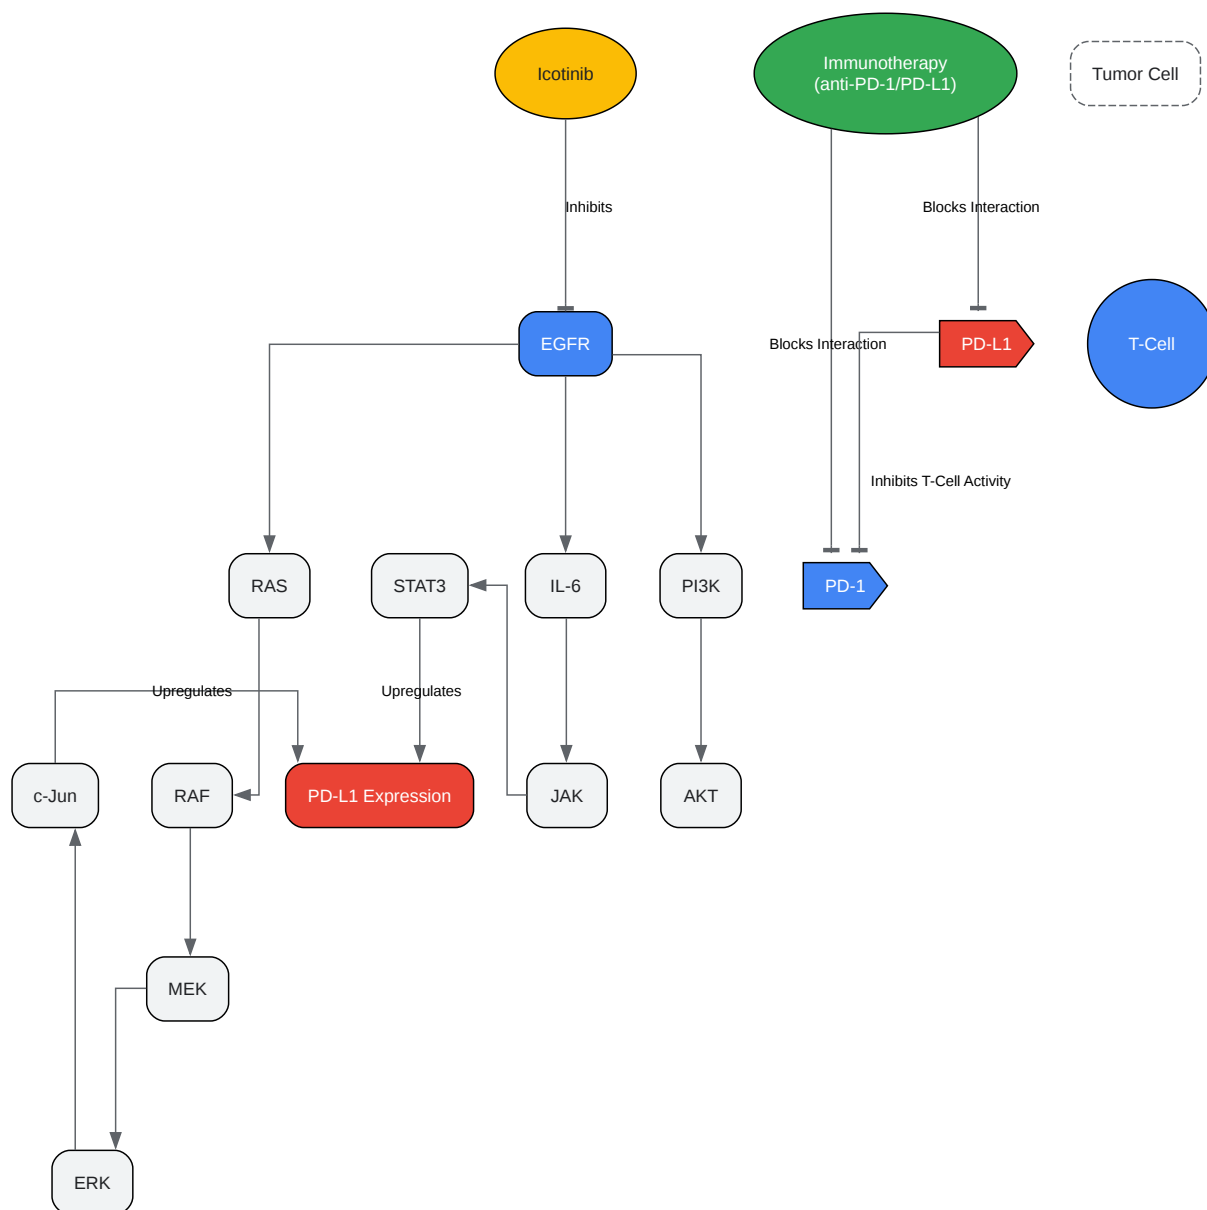 Icotinib
Immunotherapy
(anti-PD-1/PD-L1)
Tumor Cell
Inhibits
Blocks Interaction
EGFR
Blocks Interaction
PD-L1
T-Cell
Inhibits T-Cell Activity
RAS
STAT3
IL-6
PI3K
PD-1
Upregulates
Upregulates
c-Jun
RAF
PD-L1 Expression
JAK
AKT
MEK
ERK